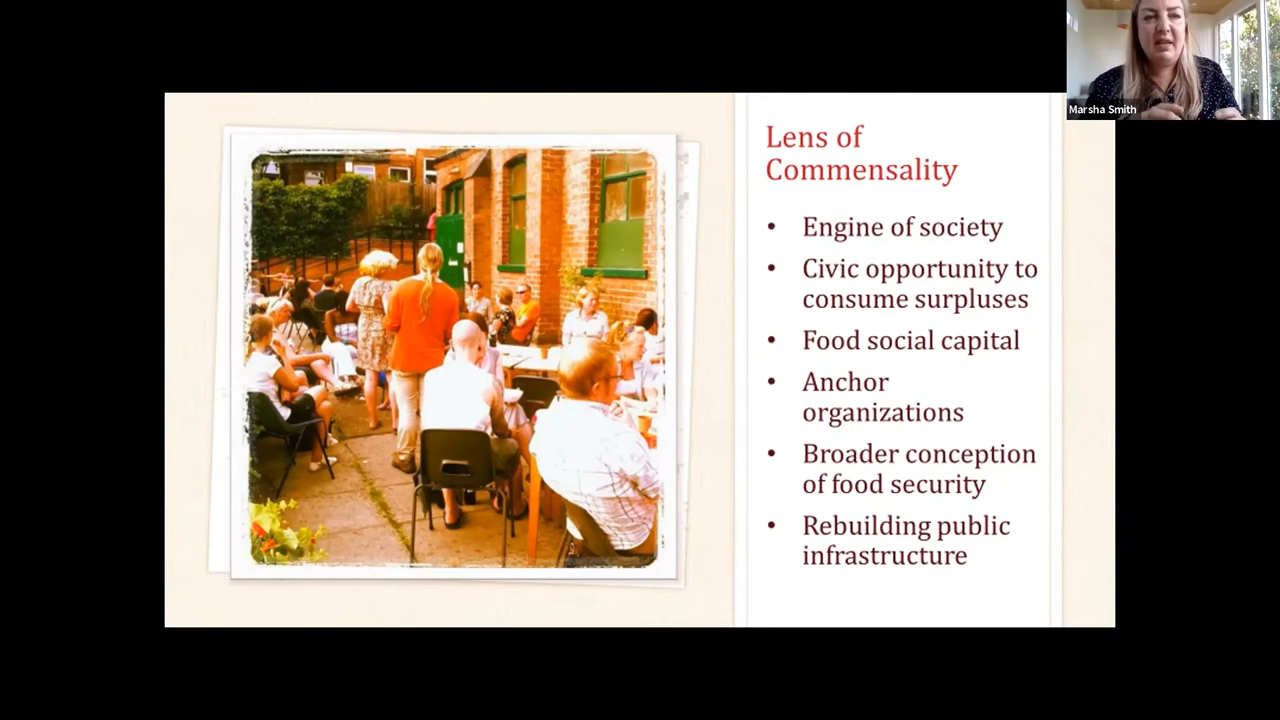 Marsha Smith
Lens of
Commensality
• Engine of society
• Civic opportunity to
consume surpluses
• Food social capital
• Anchor
organizations
• Broader conception
of food security
• Rebuilding public
infrastructure